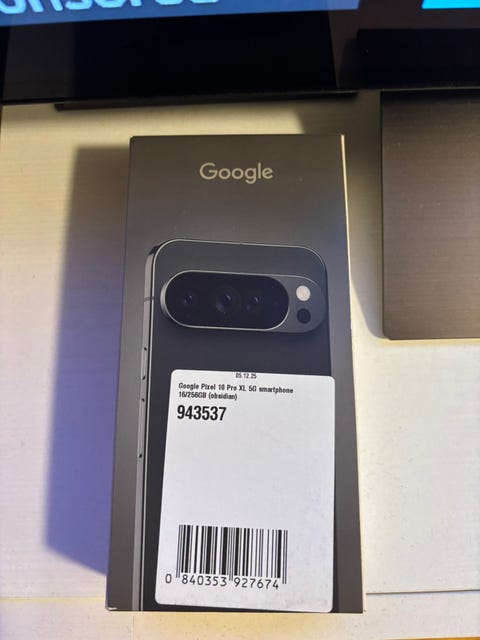 Google
05.12.25
Google Pixel 10 Pro XL 5G smartphone
16/256GB (obsidian)
943537
0 840353 927674